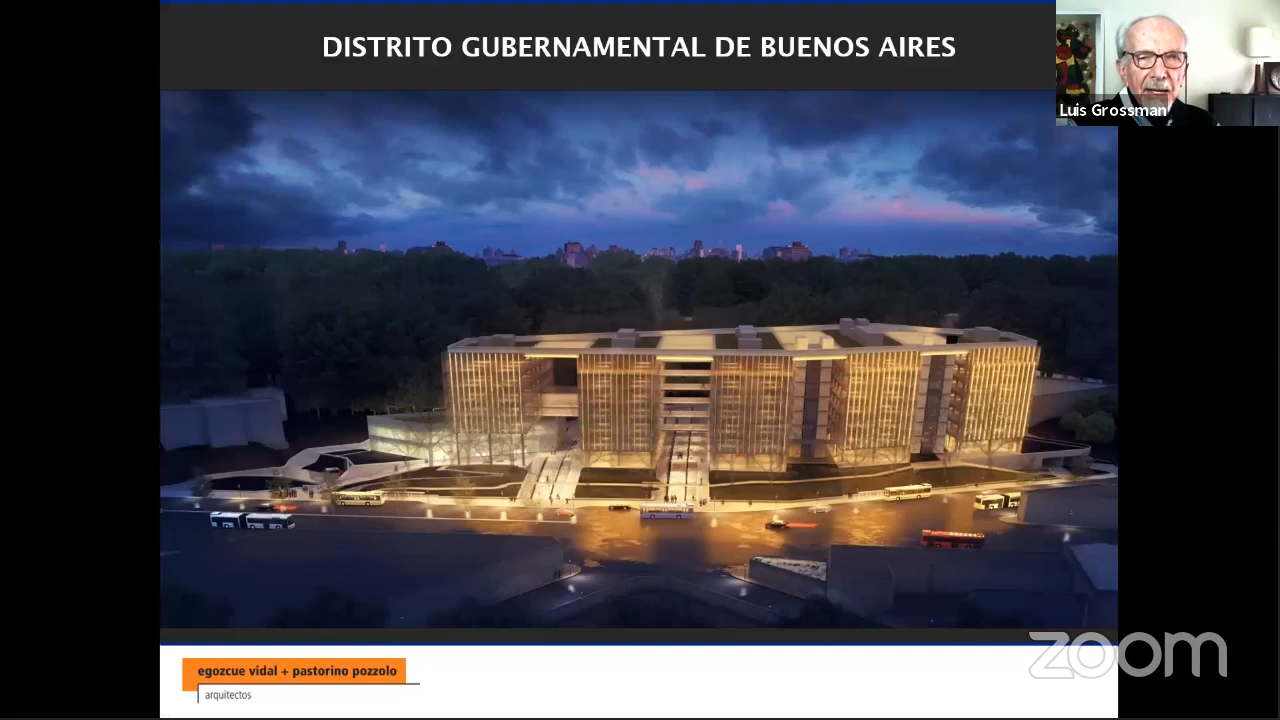 DISTRITO GUBERNAMENTAL DE BUENOS AIRES
Luis Grossman
egozcue vidal + pastorino pozzolo
arquitectos
zoom